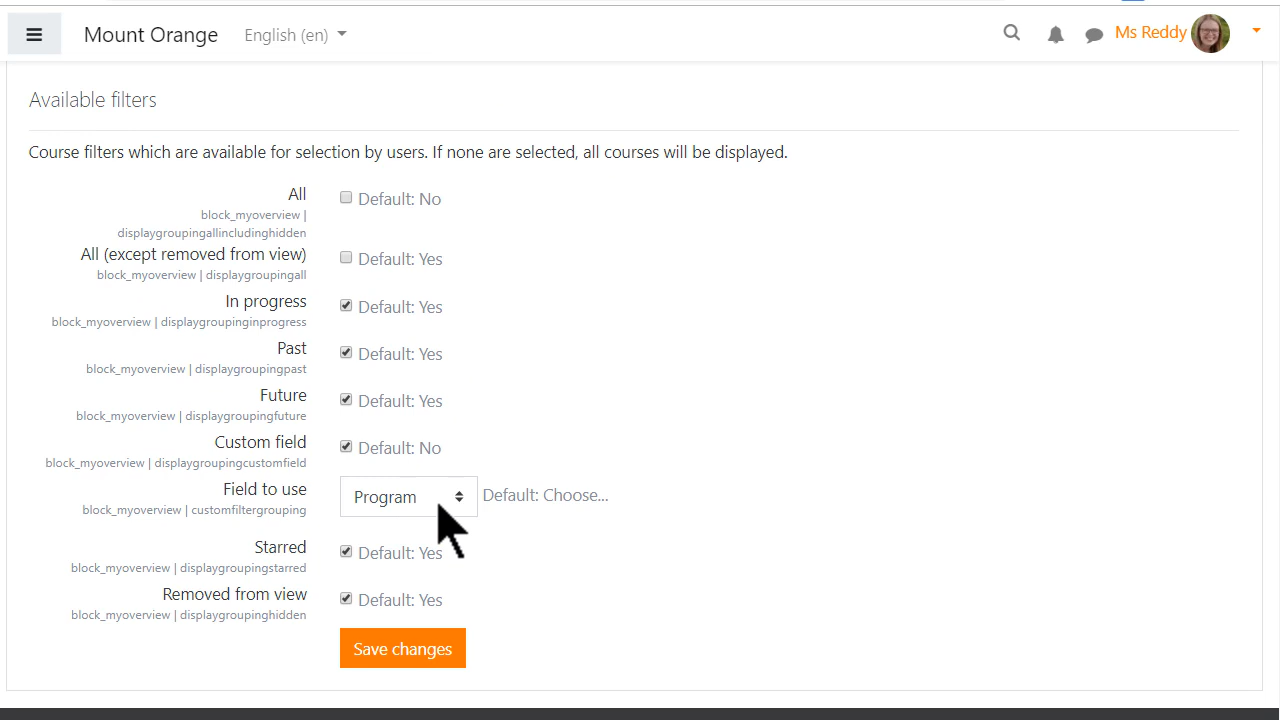 Mount Orange
English (en)
Ms Reddy
Available filters
Course filters which are available for selection by users. If none are selected, all courses will be displayed.
All
Default: No
block_myoverview |
displaygroupingallincludinghidden
All (except removed from view)
Default: Yes
block_myoverview | displaygroupingall
In progress
Default: Yes
block_myoverview | displaygroupinginprogress
Past
Default: Yes
block_myoverview | displaygroupingpast
Future
Default: Yes
block_myoverview | displaygroupingfuture
Custom field
Default: No
block_myoverview | displaygroupingcustomfield
Field to use
Program
Default: Choose...
block_myoverview | customfiltergrouping
Starred
Default: Yes
block_myoverview | displaygroupingstarred
Removed from view
Default: Yes
block_myoverview | displaygroupinghidden
Save changes